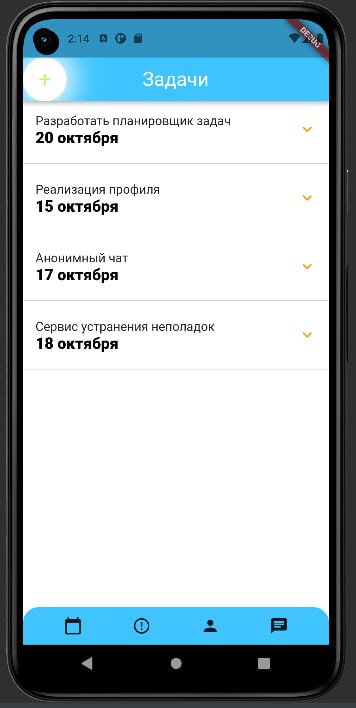 2:14
DEBUG
+ Задачи
Разработать планировщик задач
20 октября
Реализация профиля
15 октября
Анонимный чат
17 октября
Сервис устранения неполадок
18 октября